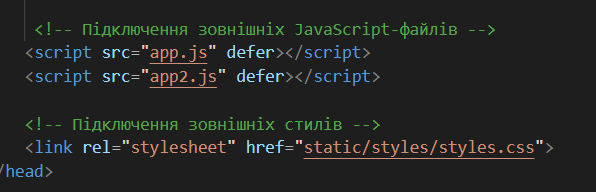 <!-- Підключення зовнішніх JavaScript-файлів -->
<script src="app.js" defer></script>
<script src="app2.js" defer></script>
<!-- Підключення зовнішніх стилів -->
<link rel="stylesheet" href="static/styles/styles.css">
/head>